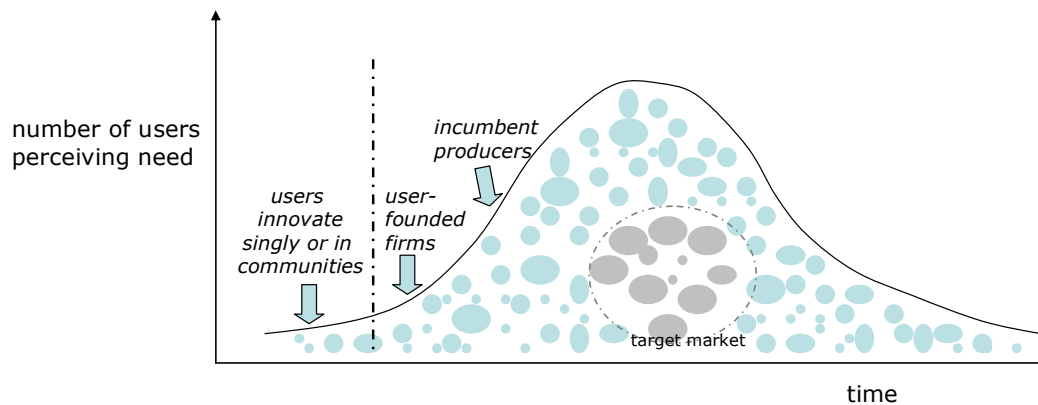 number of users
perceiving need
users
innovate
singly or in
communities
user-
founded
firms
incumbent
producers
target market
time